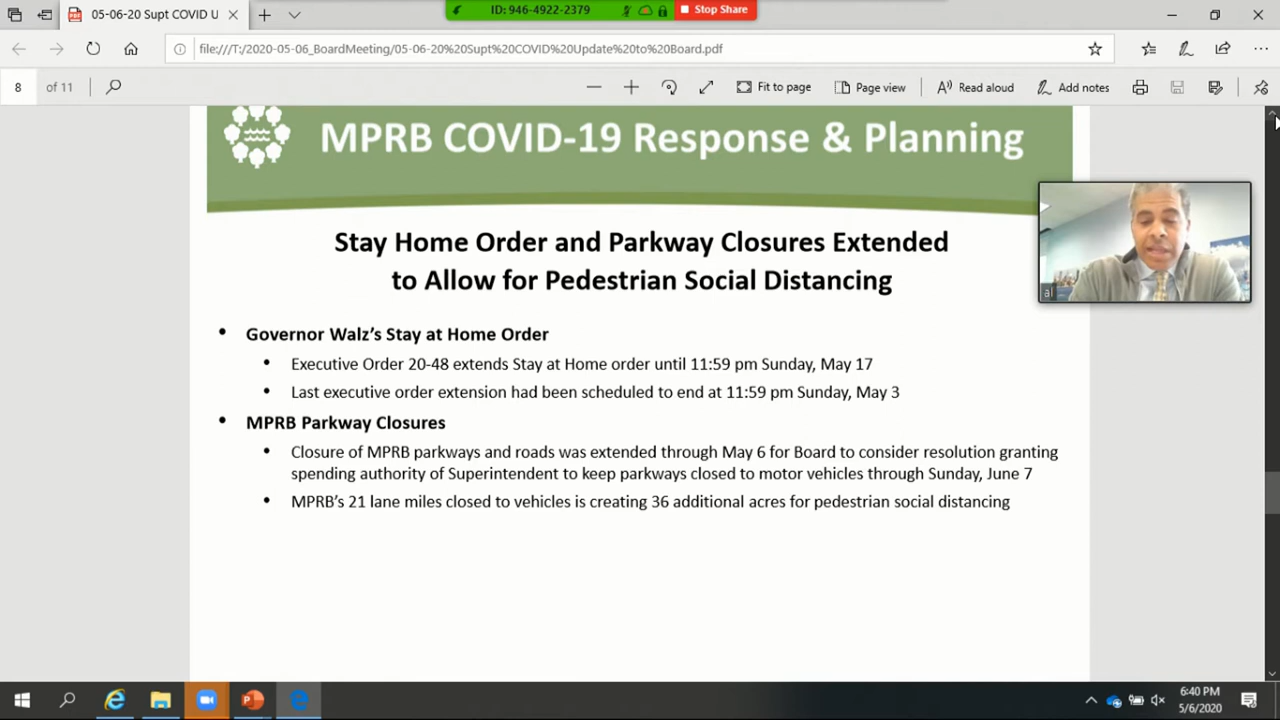 05-06-20 Supt COVID U
ID: 946-4922-2379
Stop Share
file:///T:/2020-05-06_BoardMeeting/05-06-20%20Supt%20COVID%20Update%20to%20Board.pdf
8 of 11
Fit to page
Page view
Read aloud
Add notes
MPRB COVID-19 Response & Planning
Stay Home Order and Parkway Closures Extended
to Allow for Pedestrian Social Distancing
al
• Governor Walz's Stay at Home Order
• Executive Order 20-48 extends Stay at Home order until 11:59 pm Sunday, May 17
• Last executive order extension had been scheduled to end at 11:59 pm Sunday, May 3
• MPRB Parkway Closures
• Closure of MPRB parkways and roads was extended through May 6 for Board to consider resolution granting
spending authority of Superintendent to keep parkways closed to motor vehicles through Sunday, June 7
• MPRB's 21 lane miles closed to vehicles is creating 36 additional acres for pedestrian social distancing
6:40 PM
5/6/2020